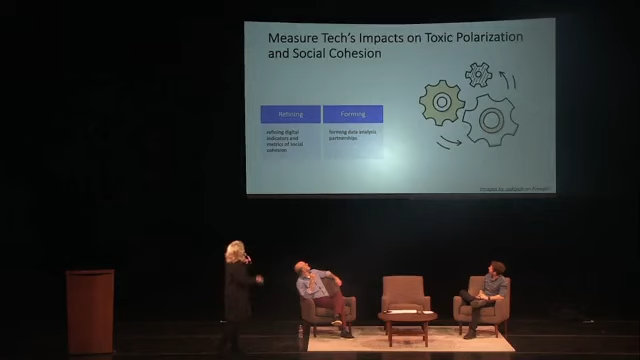 Measure Tech's Impacts on Toxic Polarization
and Social Cohesion
Refining
Forming
refining digital
indicators and
metrics of social
cohesion
forming data analysis
partnerships